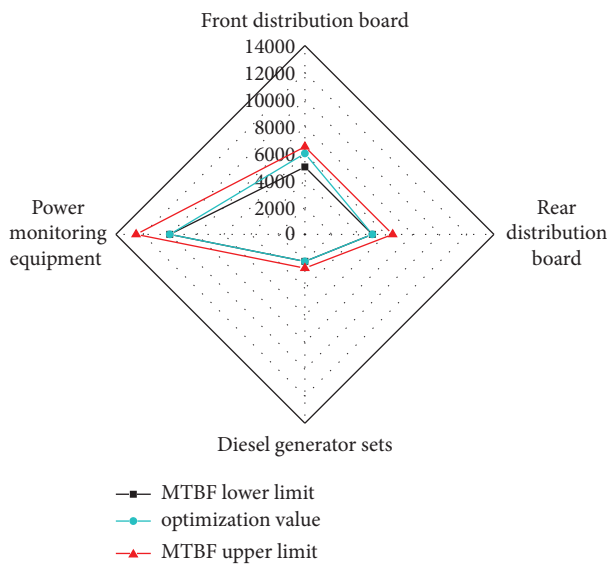 Front distribution board
14000
12000
10000
8000
6000
4000
2000
0
Power
monitoring
equipment
Rear
distribution
board
Diesel generator sets
MTBF lower limit
optimization value
MTBF upper limit